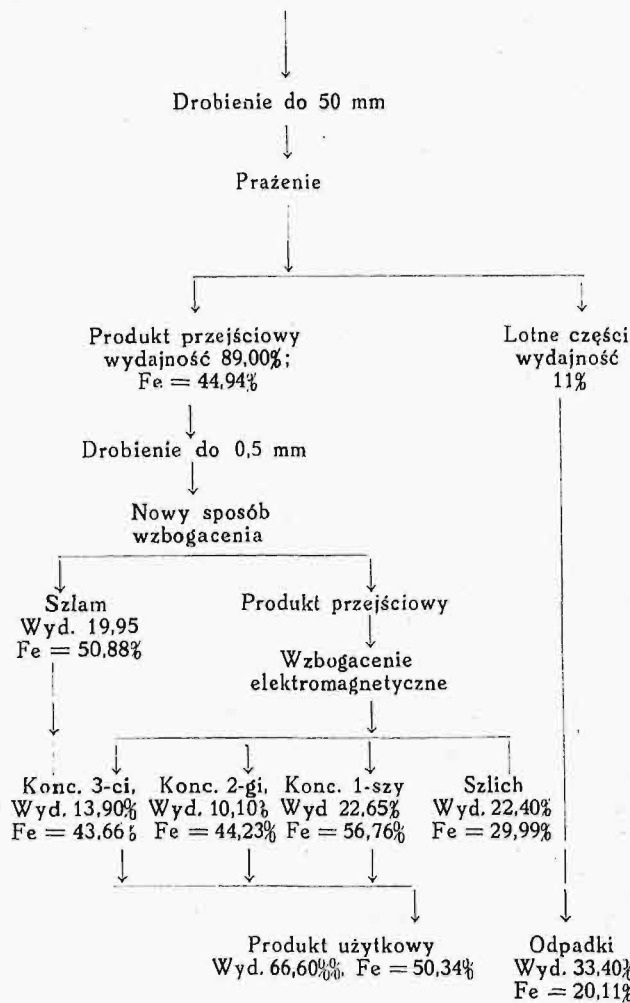 Drobienie do 50 mm
Prażenie
Produkt przejściowy
wydajność 89,00%;
Fe = 44,94%
Lotne części
wydajność
11%
Drobienie do 0,5 mm
Nowy sposób
wzbogacenia
Szlam
Wyd. 19,95
Fe = 50,88%
Produkt przejściowy
Wzbogacenie
elektromagnetyczne
Konc. 3-ci,
Wyd. 13,90%
Fe = 43,66%
Konc. 2-gi,
Wyd. 10,10%
Fe = 44,23%
Konc. 1-szy
Wyd 22,65%
Fe = 56,76%
Szlich
Wyd. 22,40%
Fe = 29,99%
Produkt użytkowy
Wyd. 66,60%. Fe = 50,34%
Odpadki
Wyd. 33,40%
Fe = 20,11%